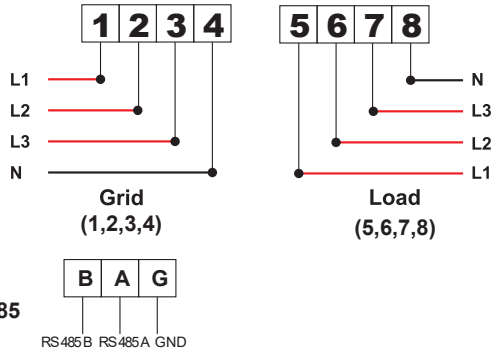 1 2 3 4
L1
L2
L3
N
Grid
(1,2,3,4)
5 6 7 8
N
L3
L2
L1
Load
(5,6,7,8)
B A G
85
RS485B RS485A GND